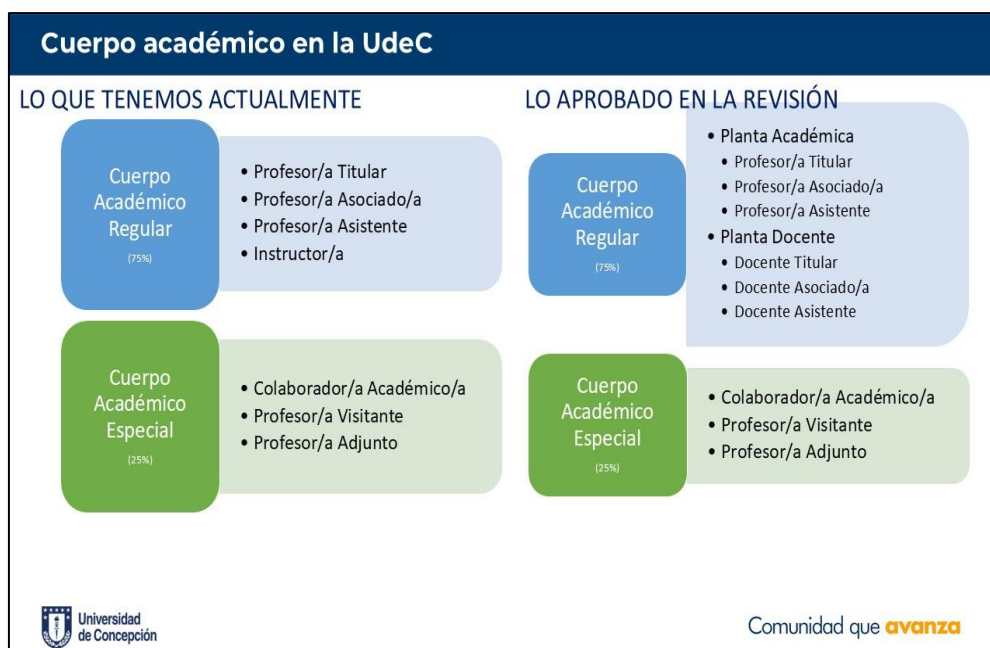 Cuerpo académico en la UdeC
LO QUE TENEMOS ACTUALMENTE
Cuerpo
Académico
Regular
(75%)
• Profesor/a Titular
• Profesor/a Asociado/a
• Profesor/a Asistente
• Instructor/a
Cuerpo
Académico
Especial
(25%)
• Colaborador/a Académico/a
• Profesor/a Visitante
• Profesor/a Adjunto
LO APROBADO EN LA REVISIÓN
Cuerpo
Académico
Regular
(75%)
• Planta Académica
• Profesor/a Titular
• Profesor/a Asociado/a
• Profesor/a Asistente
• Planta Docente
• Docente Titular
• Docente Asociado/a
• Docente Asistente
Cuerpo
Académico
Especial
(25%)
• Colaborador/a Académico/a
• Profesor/a Visitante
• Profesor/a Adjunto
Universidad
de Concepción
Comunidad que avanza